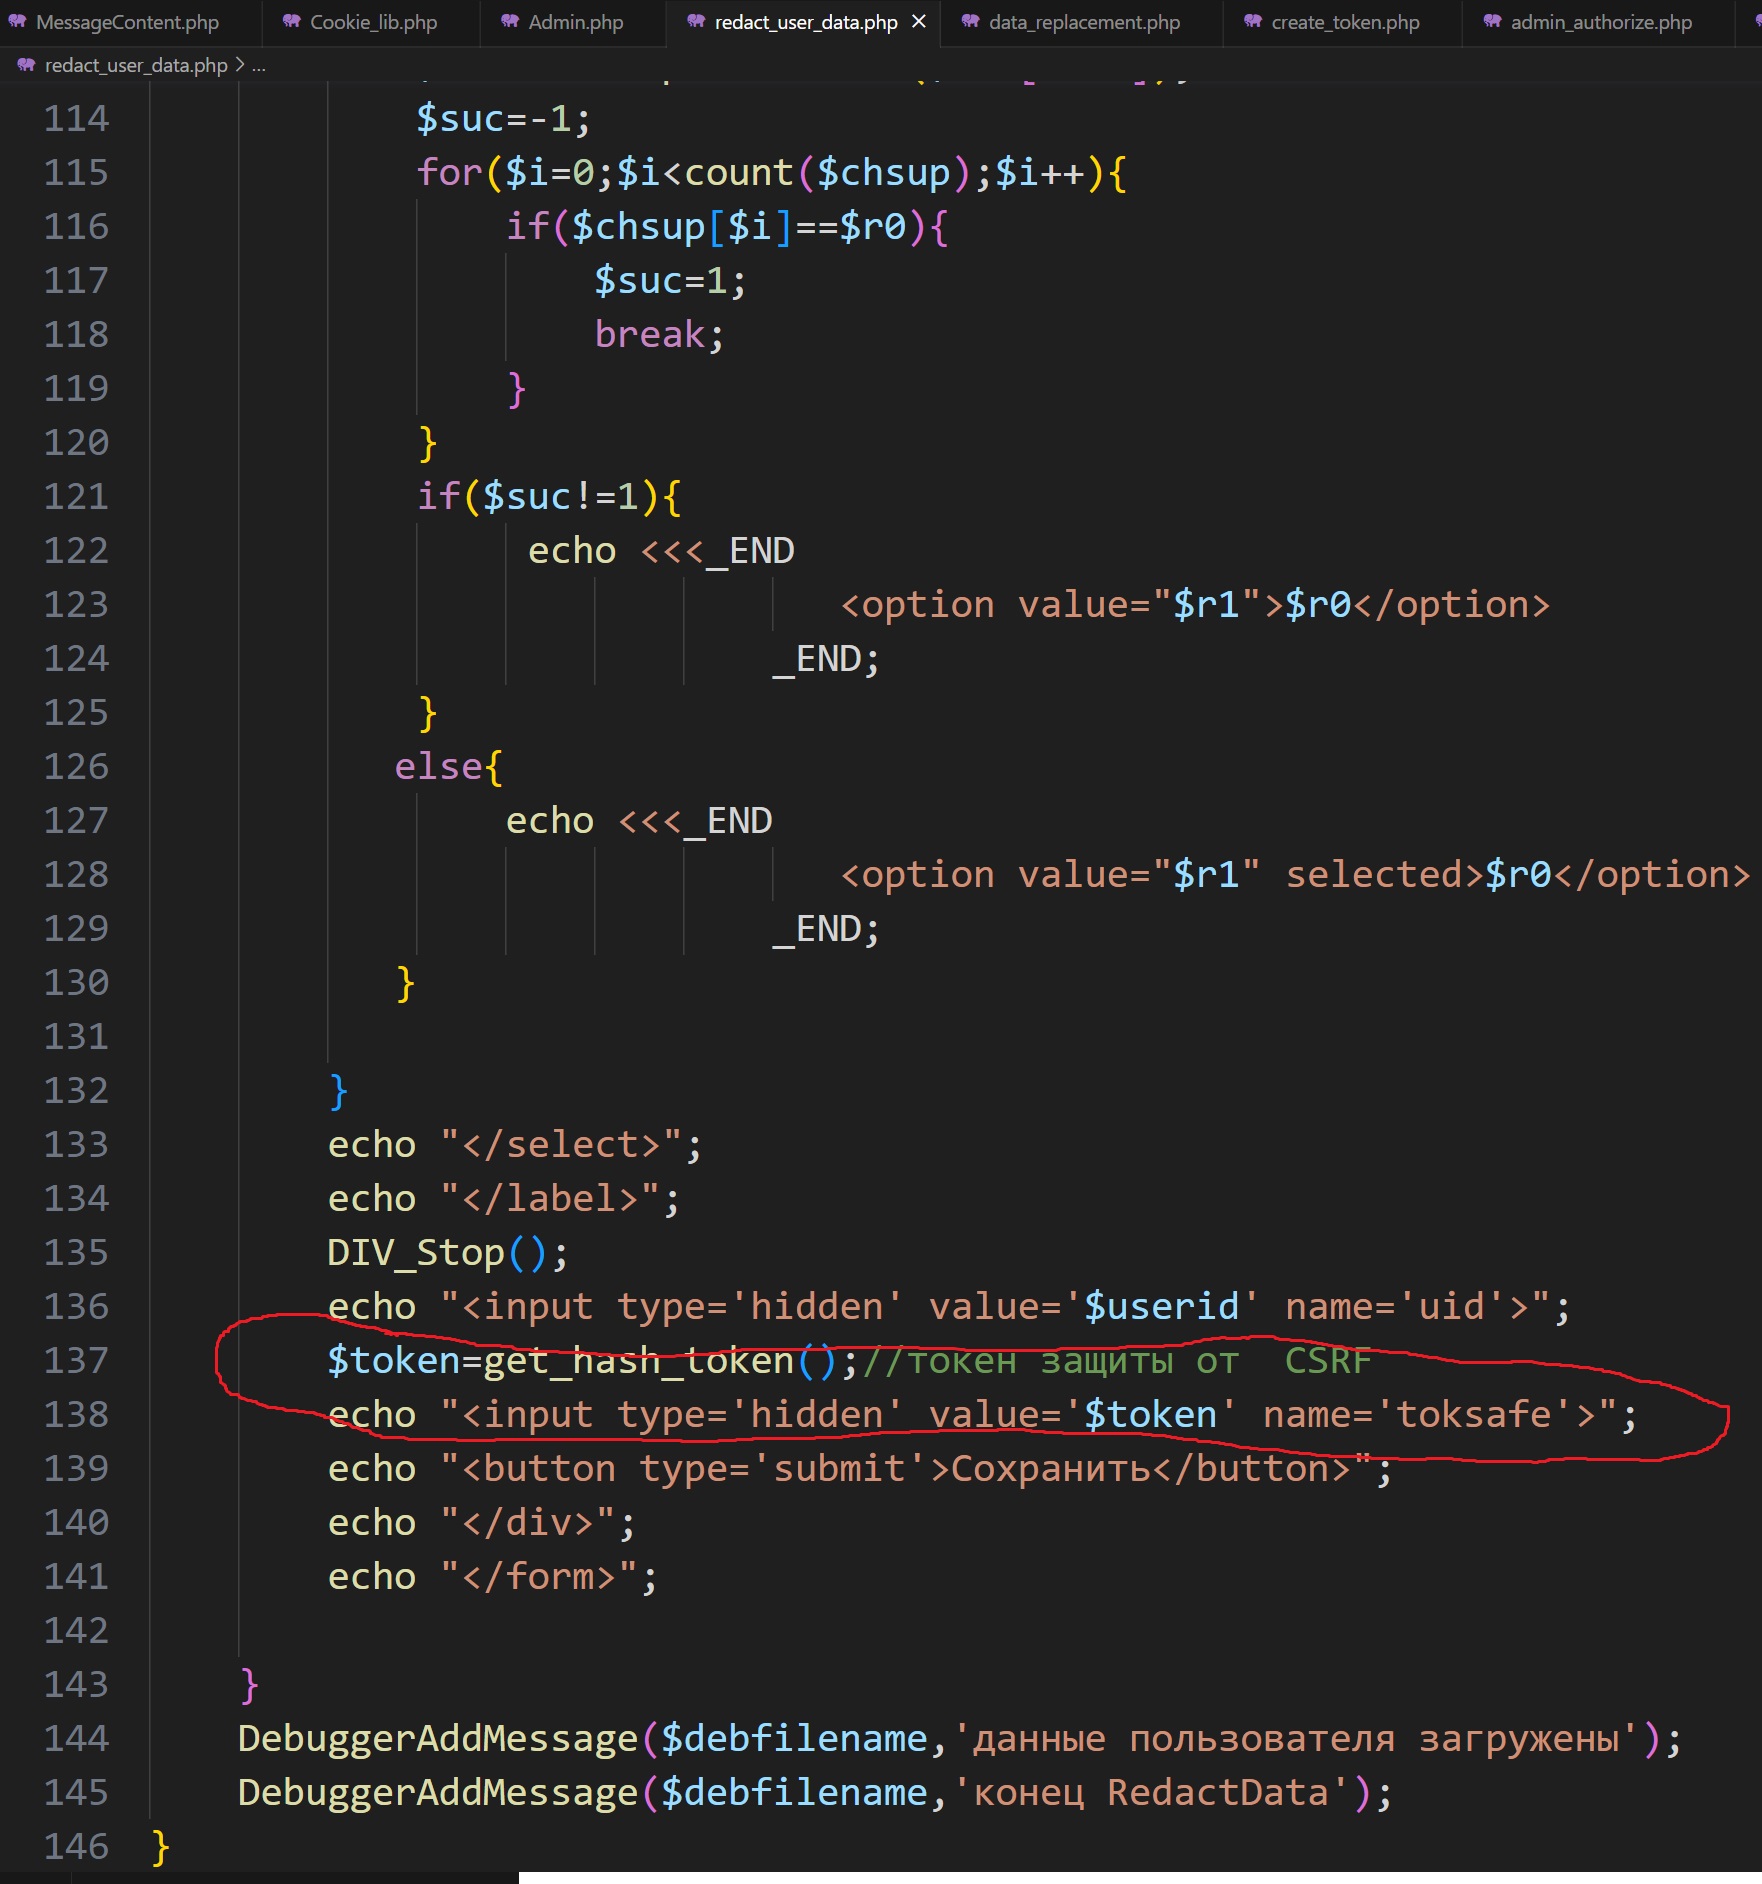 MessageContent.php Cookie_lib.php Admin.php redact_user_data.php × data_replacement.php create_token.php admin_authorize.php
redact_user_data.php > ...
114 $suc=-1;
115 for($i=0;$i<count($chsup);$i++){
116 if($chsup[$i]==$r0){
117 $suc=1;
118 break;
119 }
120 }
121 if($suc!=1){
122 echo <<<_END
123 <option value="$r1">$r0</option>
124 _END;
125 }
126 else{
127 echo <<<_END
128 <option value="$r1" selected>$r0</option>
129 _END;
130 }
131
132 }
133 echo "</select>";
134 echo "</label>";
135 DIV_Stop();
136 echo "<input type='hidden' value='$userid' name='uid'>";
137 $token=get_hash_token();//токен защиты от  CSRF
138 echo "<input type='hidden' value='$token' name='toksafe'>";
139 echo "<button type='submit'>Сохранить</button>";
140 echo "</div>";
141 echo "</form>";
142
143 }
144 DebuggerAddMessage($debfilename,'данные пользователя загружены');
145 DebuggerAddMessage($debfilename,'конец RedactData');
146 }